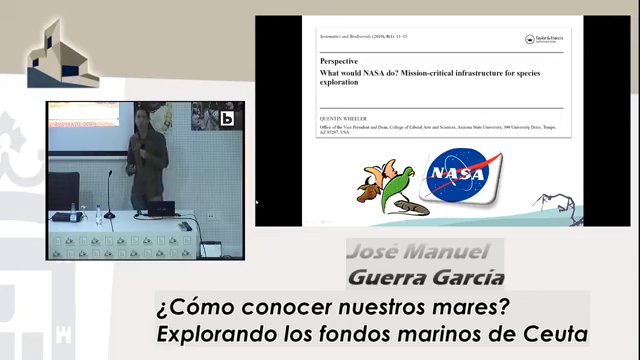 Systematics and Biodiversity (2010), 8(1): 11–15
Taylor & Francis
Perspective
What would NASA do? Mission-critical infrastructure for species
exploration
QUENTIN WHEELER
Office of the Vice President and Dean, College of Liberal Arts and Sciences, Arizona State University, 300 University Drive, Tempe,
AZ 85287, USA
NASA
b
José Manuel
Guerra García
¿Cómo conocer nuestros mares?
Explorando los fondos marinos de Ceuta